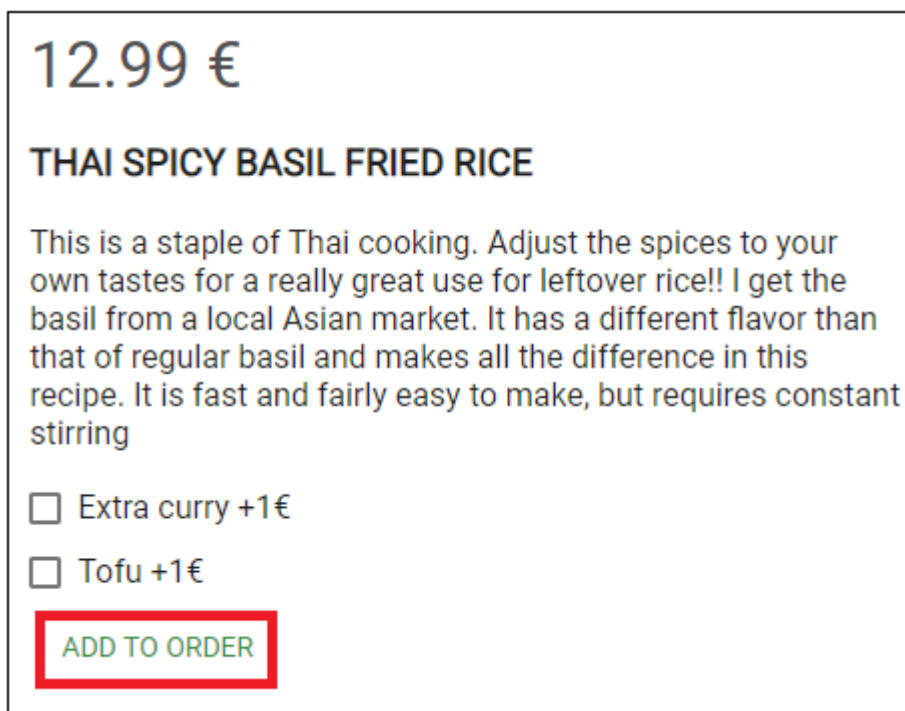 12.99 €
THAI SPICY BASIL FRIED RICE
This is a staple of Thai cooking. Adjust the spices to your
own tastes for a really great use for leftover rice!! I get the
basil from a local Asian market. It has a different flavor than
that of regular basil and makes all the difference in this
recipe. It is fast and fairly easy to make, but requires constant
stirring
Extra curry +1€
Tofu +1€
ADD TO ORDER